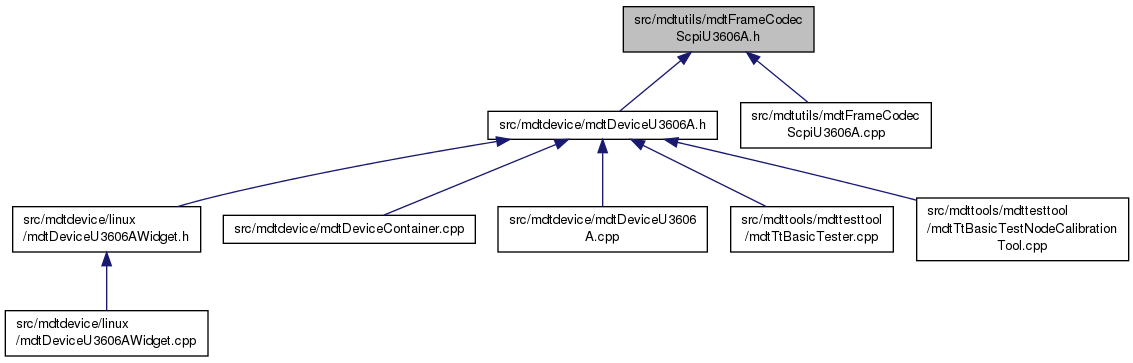 src/mdtutils/mdtFrameCodec
ScpiU3606A.h
src/mdtdevice/mdtDeviceU3606A.h
src/mdtutils/mdtFrameCodec
ScpiU3606A.cpp
src/mdtdevice/linux
/mdtDeviceU3606AWidget.h
src/mdtdevice/mdtDeviceContainer.cpp
src/mdtdevice/mdtDeviceU3606
A.cpp
src/mdttools/mdttesttool
/mdtTtBasicTester.cpp
src/mdttools/mdttesttool
/mdtTtBasicTestNodeCalibration
Tool.cpp
src/mdtdevice/linux
/mdtDeviceU3606AWidget.cpp